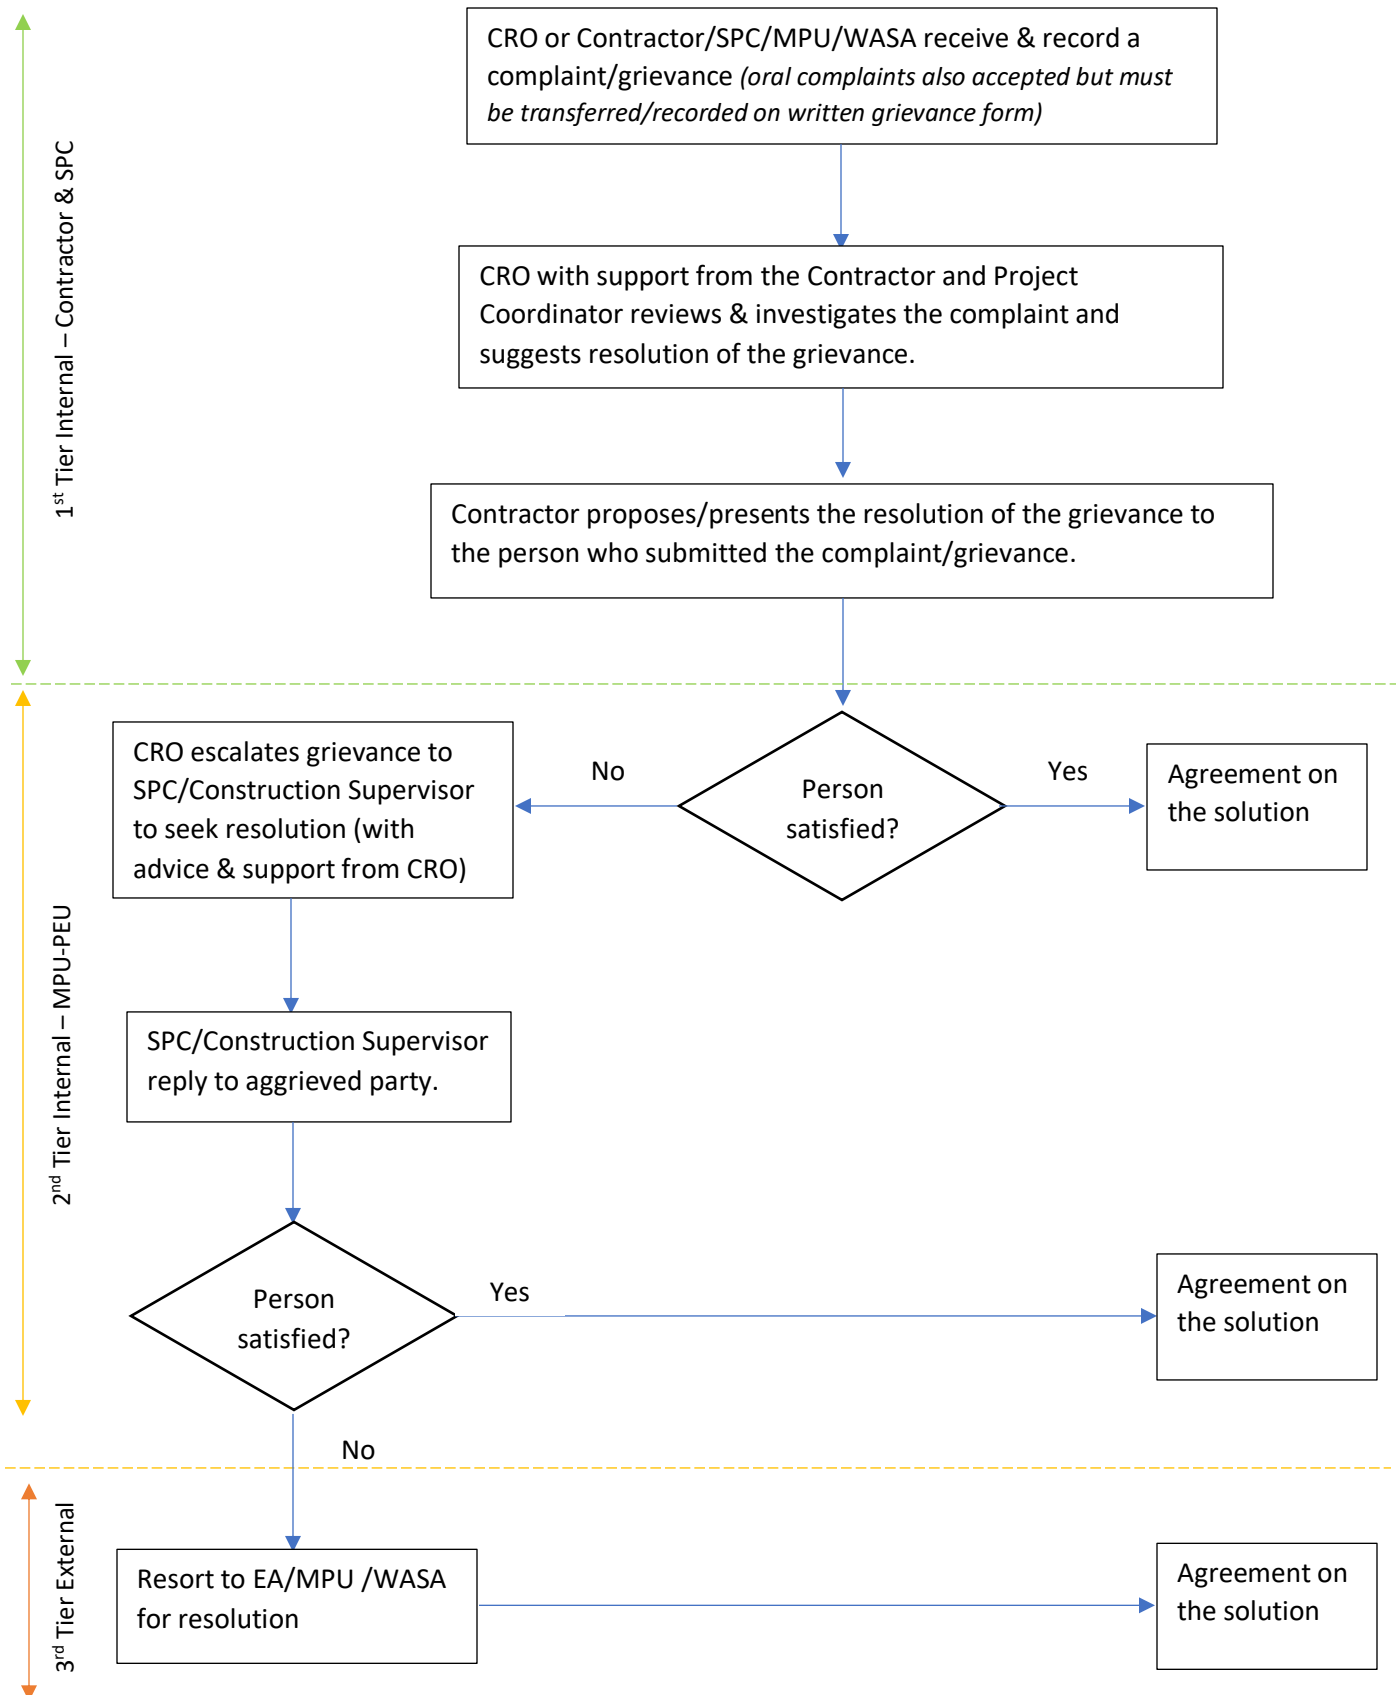 CRO or Contractor/SPC/MPU/WASA receive & record a
complaint/grievance (oral complaints also accepted but must
be transferred/recorded on written grievance form)
1st Tier Internal – Contractor & SPC
CRO with support from the Contractor and Project
Coordinator reviews & investigates the complaint and
suggests resolution of the grievance.
Contractor proposes/presents the resolution of the grievance to
the person who submitted the complaint/grievance.
CRO escalates grievance to
SPC/Construction Supervisor
to seek resolution (with
advice & support from CRO)
No
Person
satisfied?
Yes
Agreement on
the solution
2nd Tier Internal – MPU-PEU
SPC/Construction Supervisor
reply to aggrieved party.
Person
satisfied?
Yes
Agreement on
the solution
No
3rd Tier External
Resort to EA/MPU /WASA
for resolution
Agreement on
the solution